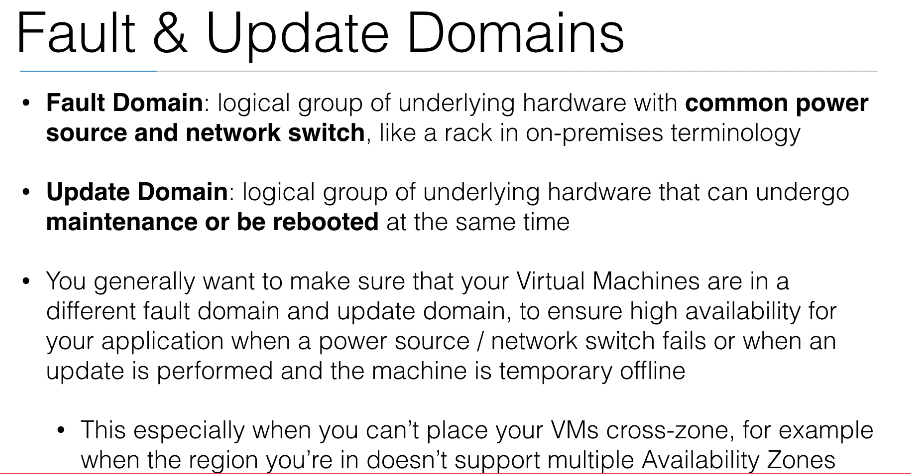 Fault & Update Domains
• Fault Domain: logical group of underlying hardware with common power
source and network switch, like a rack in on-premises terminology
• Update Domain: logical group of underlying hardware that can undergo
maintenance or be rebooted at the same time
• You generally want to make sure that your Virtual Machines are in a
different fault domain and update domain, to ensure high availability for
your application when a power source / network switch fails or when an
update is performed and the machine is temporary offline
• This especially when you can't place your VMs cross-zone, for example
when the region you're in doesn't support multiple Availability Zones